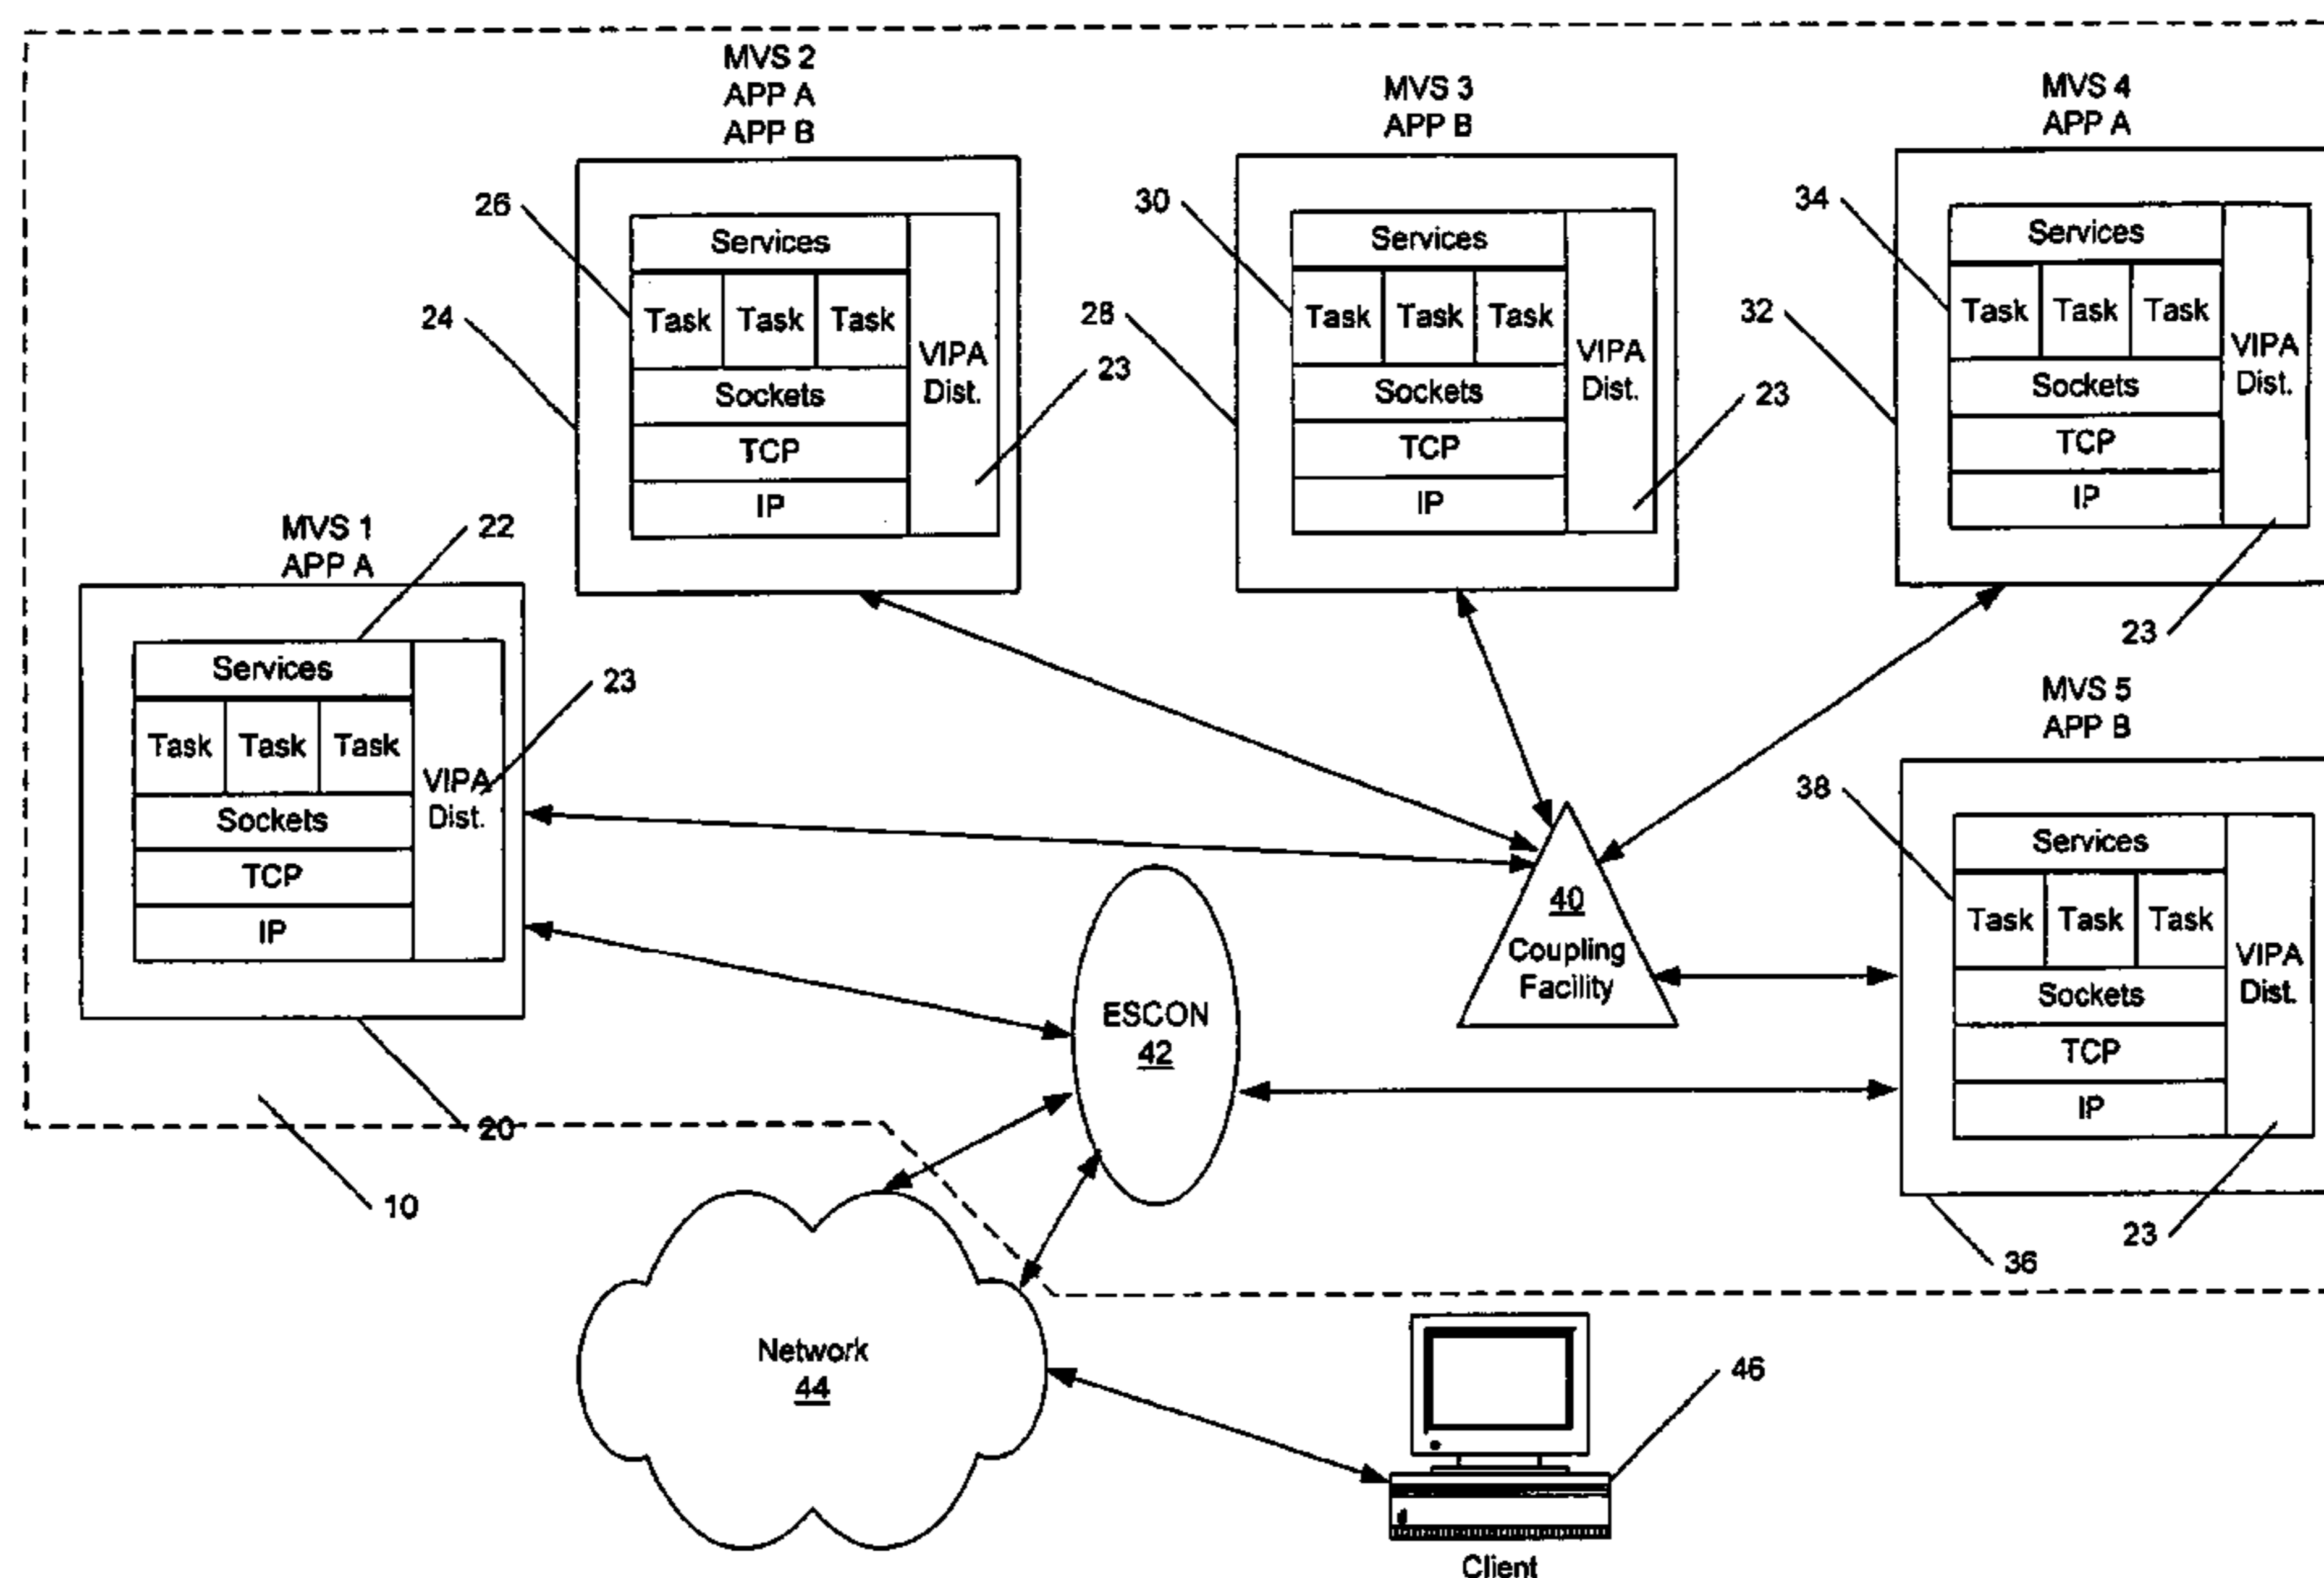 MVS 2
APP A
APP B
MVS 3
APP B
MVS 4
APP A
26
24
Services
Task Task Task
Sockets
TCP
IP
VIPA
Dist.
23
30
28
Services
Task Task Task
Sockets
TCP
IP
VIPA
Dist.
23
34
32
Services
Task Task Task
Sockets
TCP
IP
VIPA
Dist.
23
MVS 1
APP A
22
Services
Task Task Task
Sockets
TCP
IP
VIPA
Dist.
23
20
10
MVS 5
APP B
38
Services
Task Task Task
Sockets
TCP
IP
VIPA
Dist.
23
36
40
Coupling
Facility
ESCON
42
Network
44
46
Client